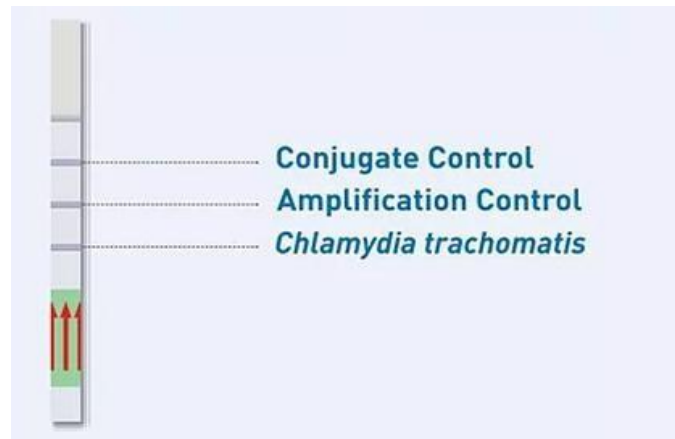 Conjugate Control
Amplification Control
Chlamydia trachomatis